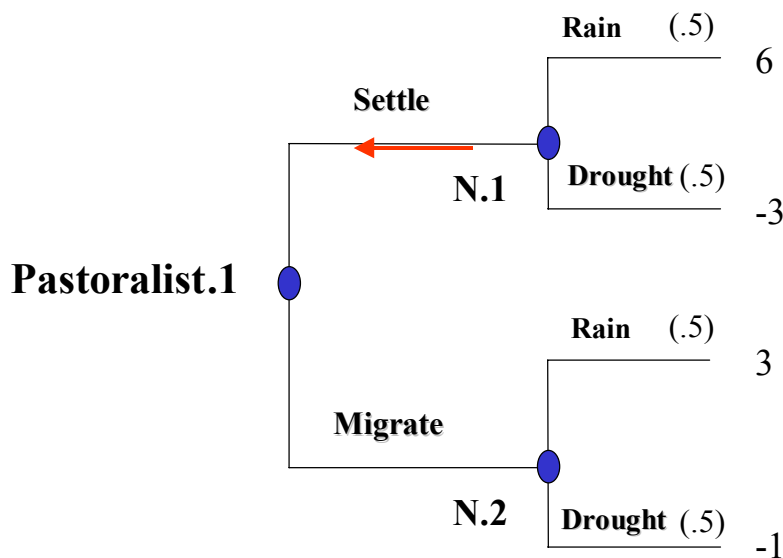 Rain (.5)
6
Settle
N.1
Drought (.5)
-3
Pastoralist.1
Rain (.5)
3
Migrate
N.2
Drought (.5)
-1